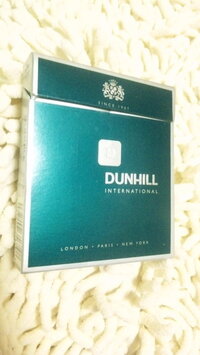 SINCE 1907
DUNHILL
INTERNATIONAL
LONDON • PARIS • NEW YORK